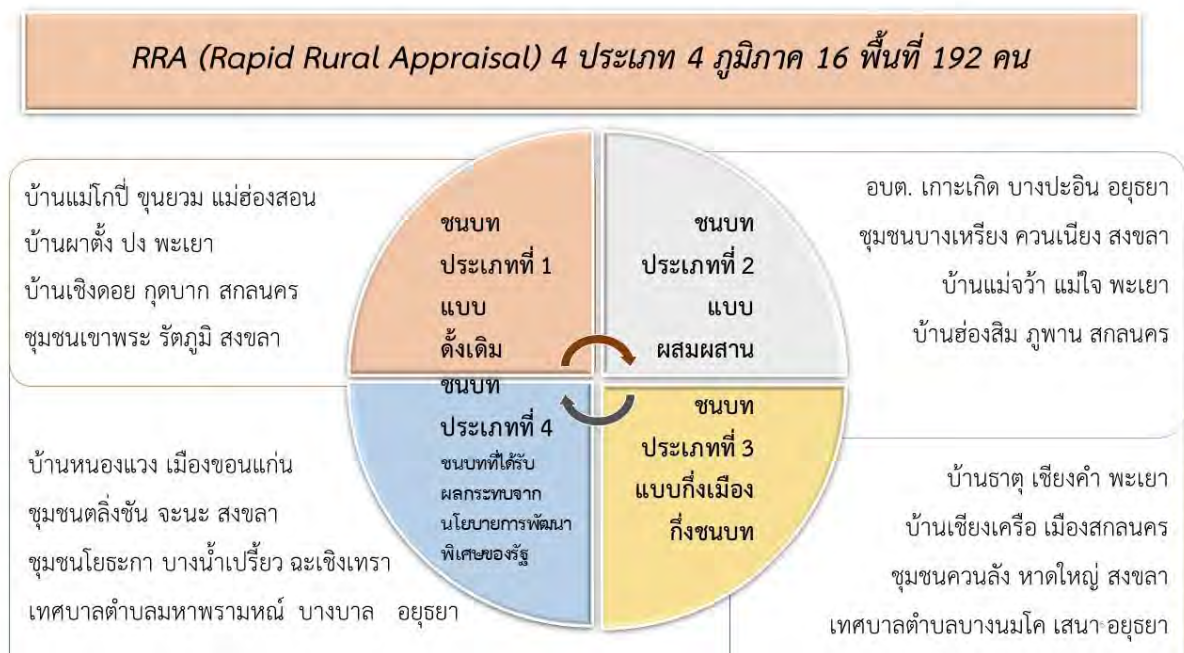 RRA (Rapid Rural Appraisal) 4 ประเภท 4 ภูมิภาค 16 พื้นที่ 192 คน
บ้านแม่โกปี่ ขุนยวม แม่ฮ่องสอน
บ้านผาตั้ง ปง พะเยา
บ้านเชิงดอย กุดบาก สกลนคร
ชุมชนเขาพระ รัตภูมิ สงขลา
ชนบท
ประเภทที่ 1
แบบ
ดั้งเดิม
ชนบท
ประเภทที่ 2
แบบ
ผสมผสาน
อบต. เกาะเกิด บางปะอิน อยุธยา
ชุมชนบางเหรียง ควนเนียง สงขลา
บ้านแม่จว้า แม่ใจ พะเยา
บ้านฮ่องสิม ภูพาน สกลนคร
บ้านหนองแวง เมืองขอนแก่น
ชุมชนตลิ่งชัน จะนะ สงขลา
ชุมชนโยธะกา บางน้ำเปรี้ยว ฉะเชิงเทรา
เทศบาลตำบลมหาพรามหณ์ บางบาล อยุธยา
ชนบท
ประเภทที่ 4
ชนบทที่ได้รับ
ผลกระทบจาก
นโยบายการพัฒนา
พิเศษของรัฐ
ชนบท
ประเภทที่ 3
แบบกึ่งเมือง
กึ่งชนบท
บ้านธาตุ เชียงคำ พะเยา
บ้านเชียงเครือ เมืองสกลนคร
ชุมชนควนลัง หาดใหญ่ สงขลา
เทศบาลตำบลบางนมโค เสนา อยุธยา